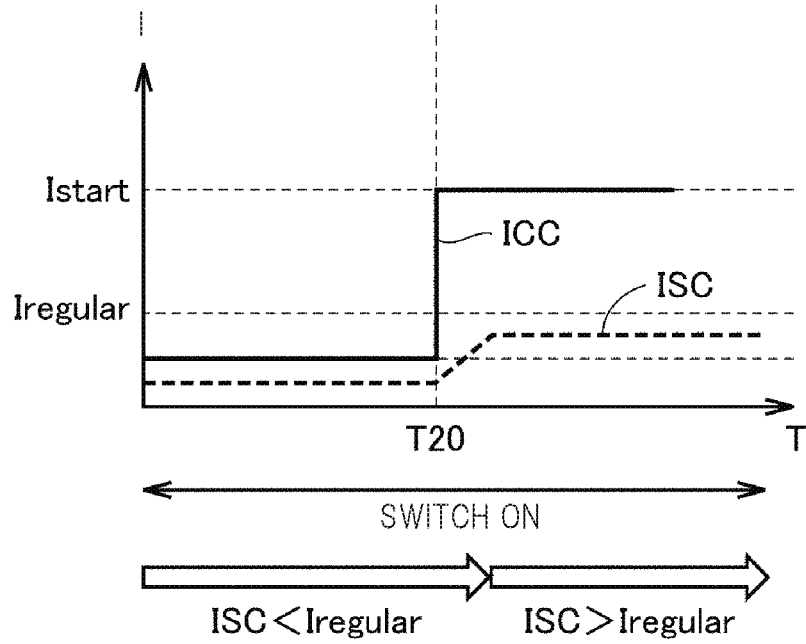 I
Istart
ICC
Iregular
ISC
T20
T
SWITCH ON
ISC<Iregular
ISC>Iregular